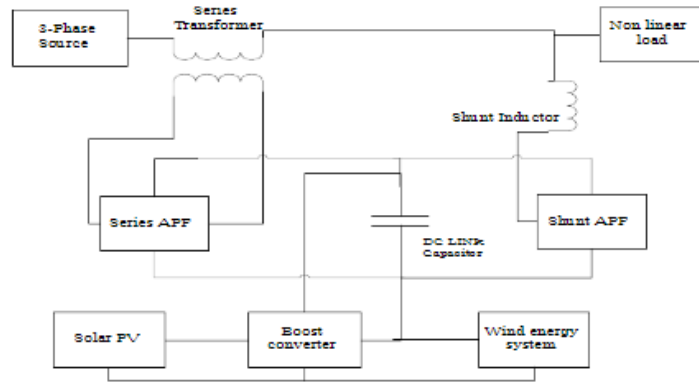 Series
Transformer
3-Phase
Source
Non linear
load
Shunt Inductor
Series APF
Shunt APF
DC LINK
Capacitor
Solar PV
Boost
converter
Wind energy
system